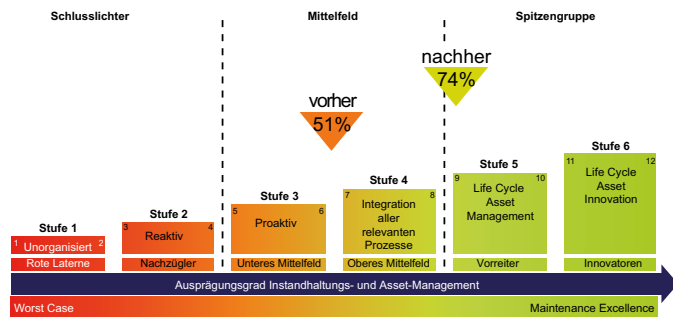 Schlusslichter
Mittelfeld
Spitzengruppe
nachher
74%
vorher
51%
Stufe 1
1 Unorganisiert 2
Rote Laterne
Stufe 2
3 4
Reaktiv
Nachzügler
Stufe 3
5 6
Proaktiv
Unteres Mittelfeld
Stufe 4
7 8
Integration
aller
relevanten
Prozesse
Oberes Mittelfeld
Stufe 5
9 10
Life Cycle
Asset
Management
Vorreiter
Stufe 6
11 12
Life Cycle
Asset
Innovation
Innovatoren
Ausprägungsgrad Instandhaltungs- und Asset-Management
Worst Case
Maintenance Excellence